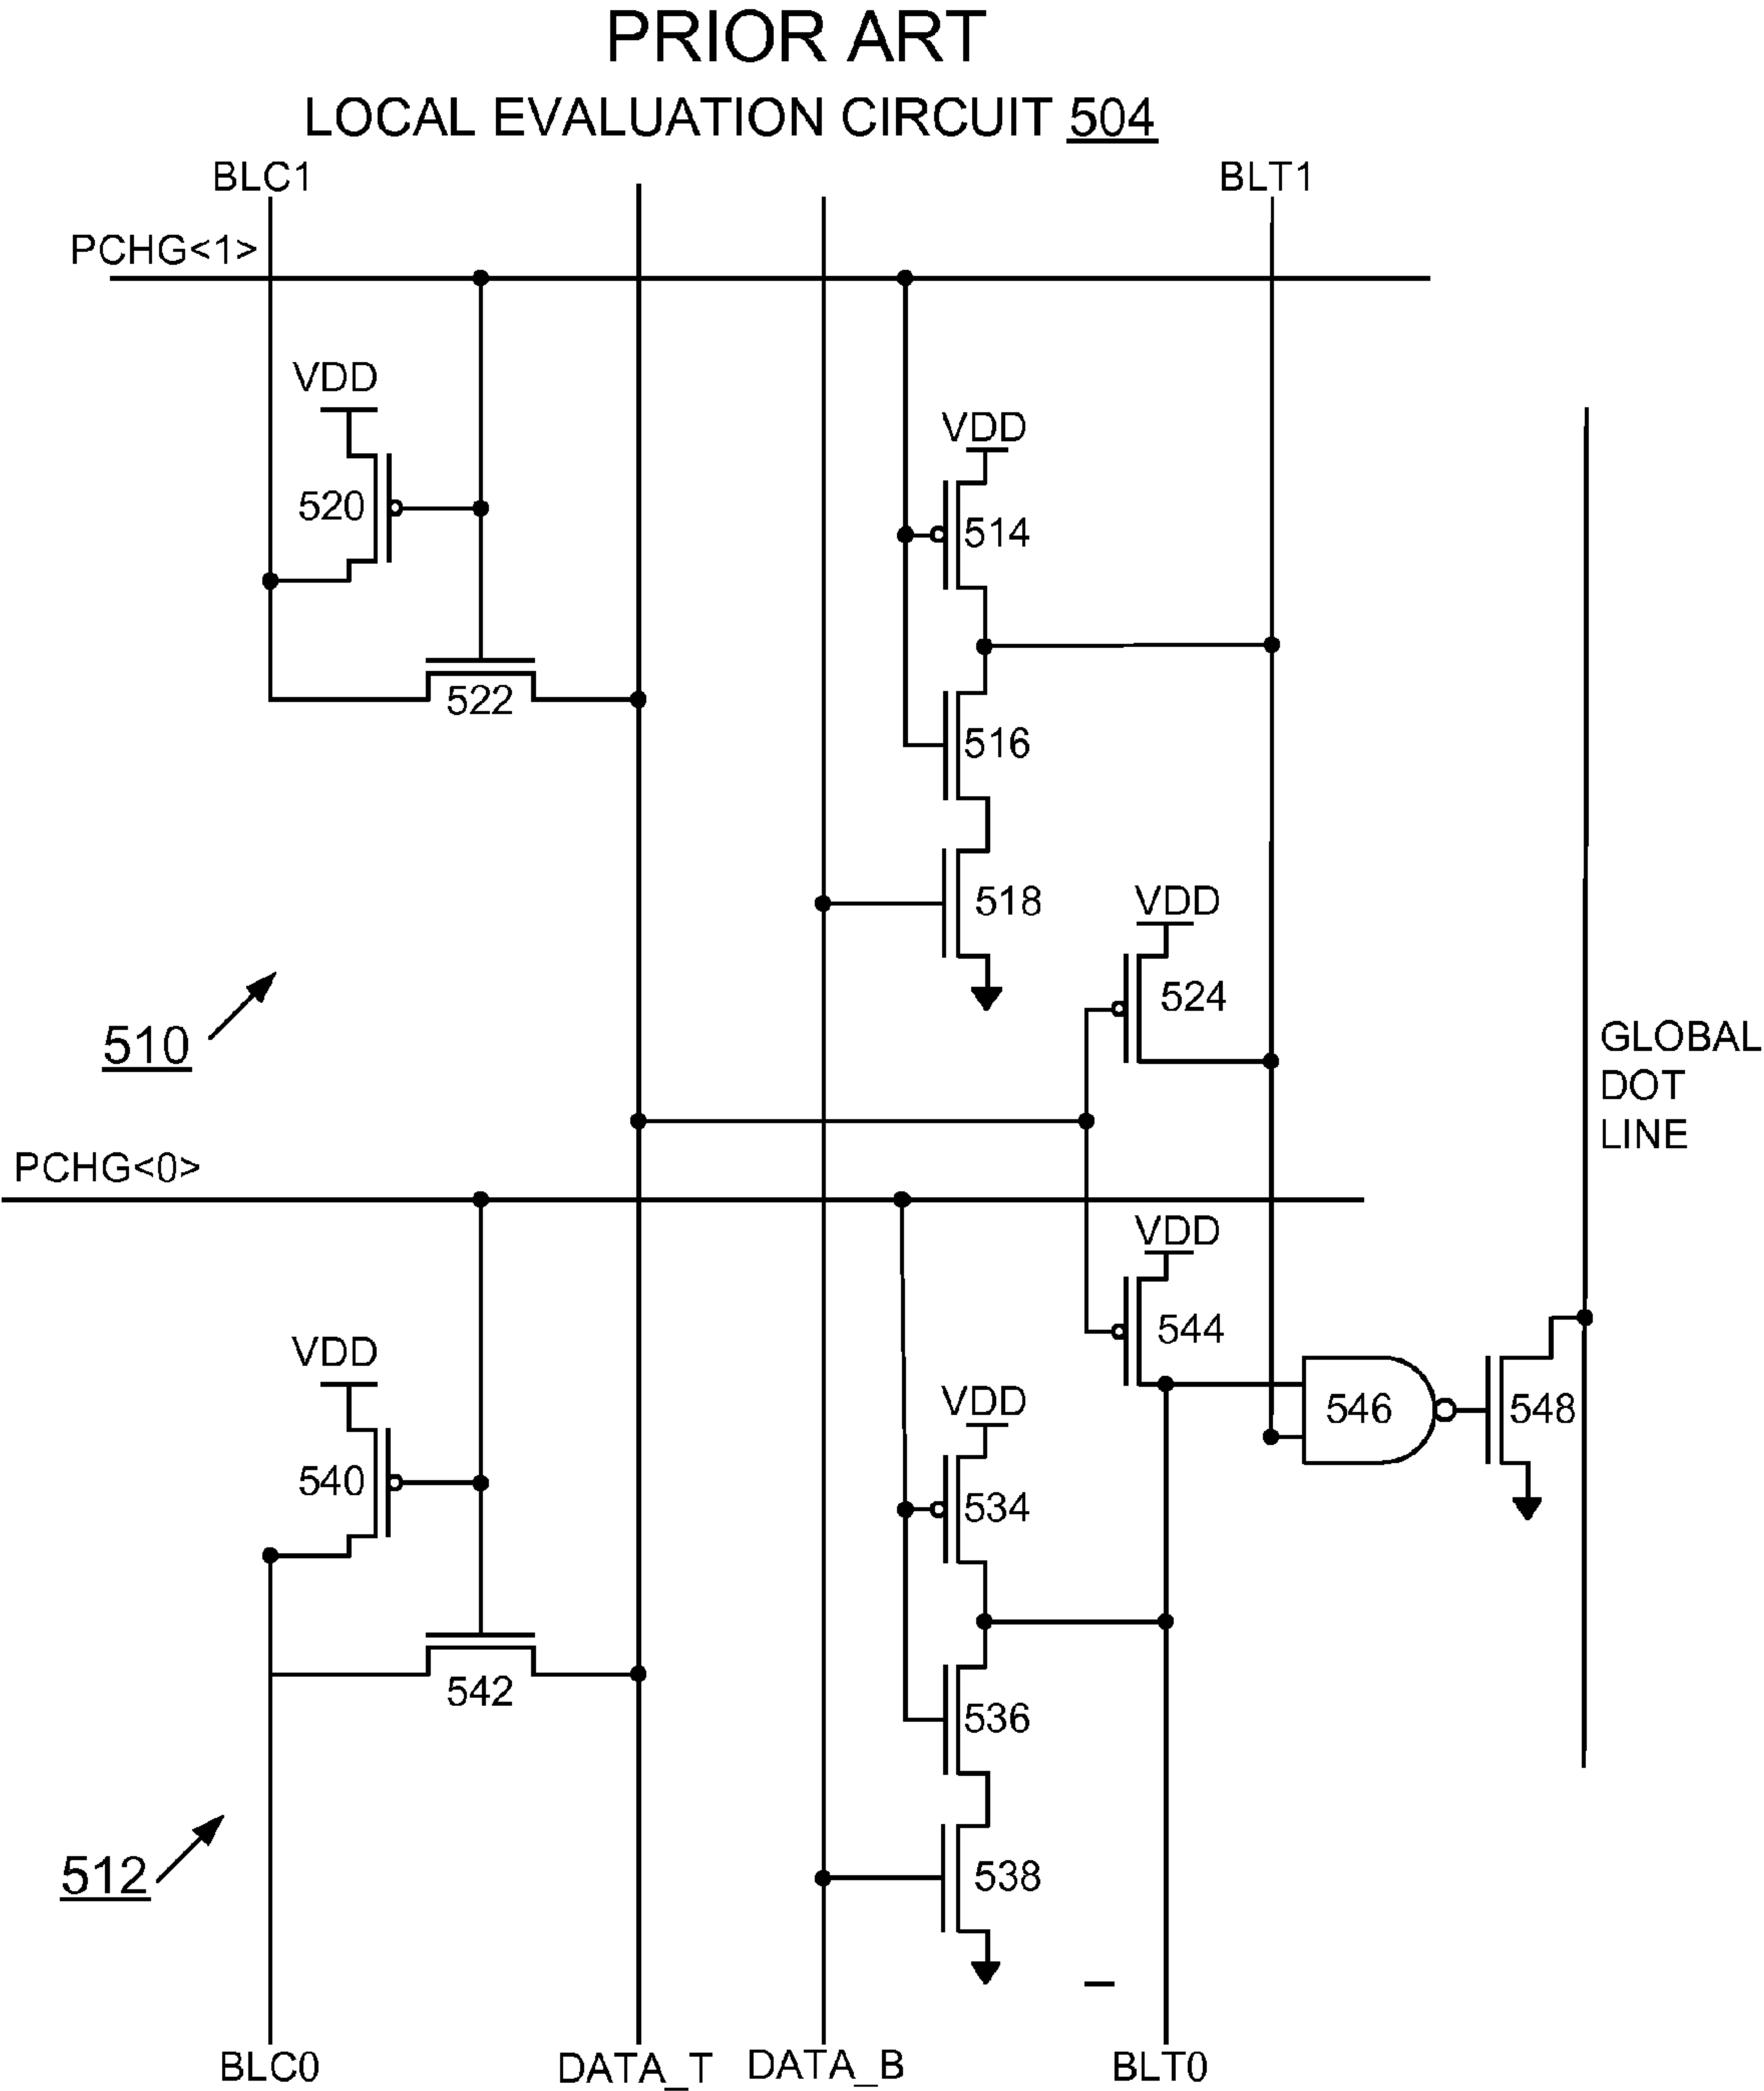 PRIOR ART
LOCAL EVALUATION CIRCUIT 504
BLC1
BLT1
PCHG<1>
VDD
VDD
520
514
522
516
518
VDD
524
510
GLOBAL
DOT
LINE
PCHG<0>
VDD
544
VDD
VDD
546
548
540
534
542
536
512
538
BLC0
DATA_T
DATA_B
BLT0